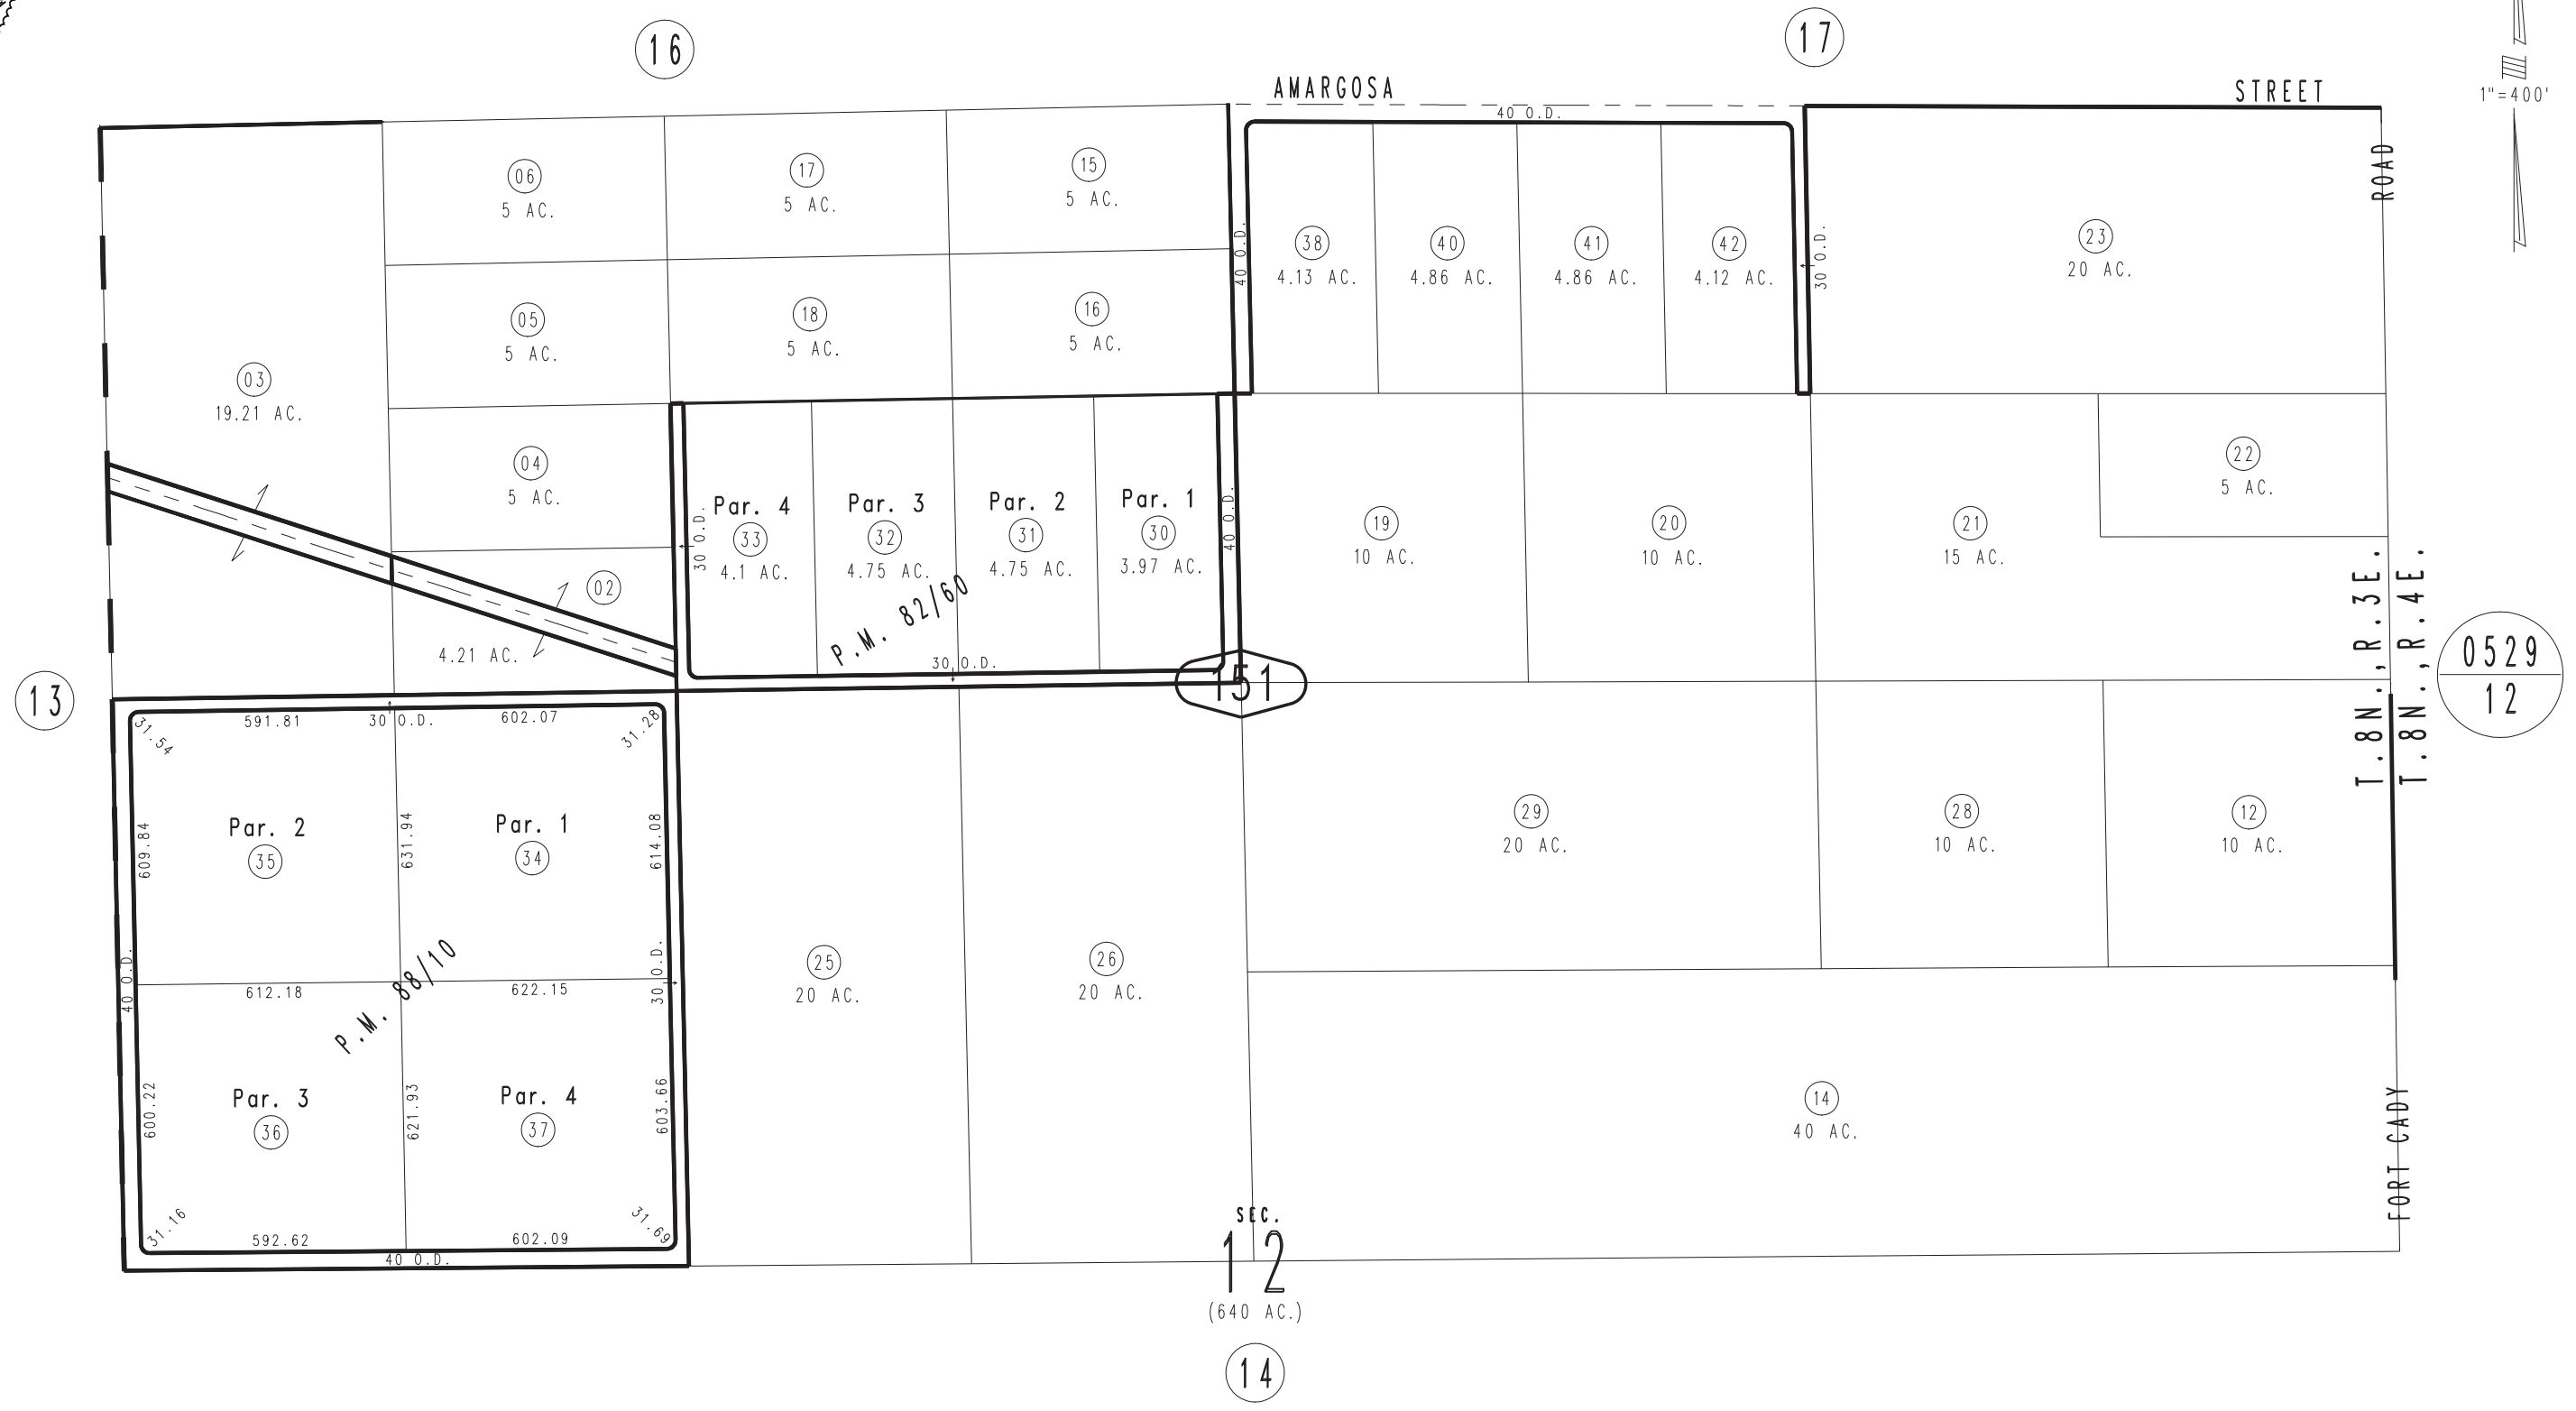 16
17
AMARGOSA STREET
1"=400'
40 O.D.
ROAD
06
5 AC.
17
5 AC.
15
5 AC.
40 O.D.
38
4.13 AC.
40
4.86 AC.
41
4.86 AC.
42
4.12 AC.
30 O.D.
23
20 AC.
05
5 AC.
18
5 AC.
16
5 AC.
03
19.21 AC.
04
5 AC.
02
4.21 AC.
30 O.D.
Par. 4
33
4.1 AC.
Par. 3
32
4.75 AC.
Par. 2
31
4.75 AC.
Par. 1
30
3.97 AC.
40 O.D.
P.M. 82/60
30 O.D.
19
10 AC.
20
10 AC.
21
15 AC.
22
5 AC.
T.8N.,R.3E.
T.8N.,R.4E.
0529
12
13
151
591.81
30 O.D.
602.07
31.54
31.28
Par. 2
35
Par. 1
34
609.84
631.94
614.08
40 O.D.
30 O.D.
612.18
622.15
P.M. 88/10
Par. 3
36
Par. 4
37
600.22
621.93
603.66
31.16
31.69
592.62
602.09
40 O.D.
25
20 AC.
26
20 AC.
29
20 AC.
28
10 AC.
12
10 AC.
14
40 AC.
FORT CADY
SEC.
12
(640 AC.)
14